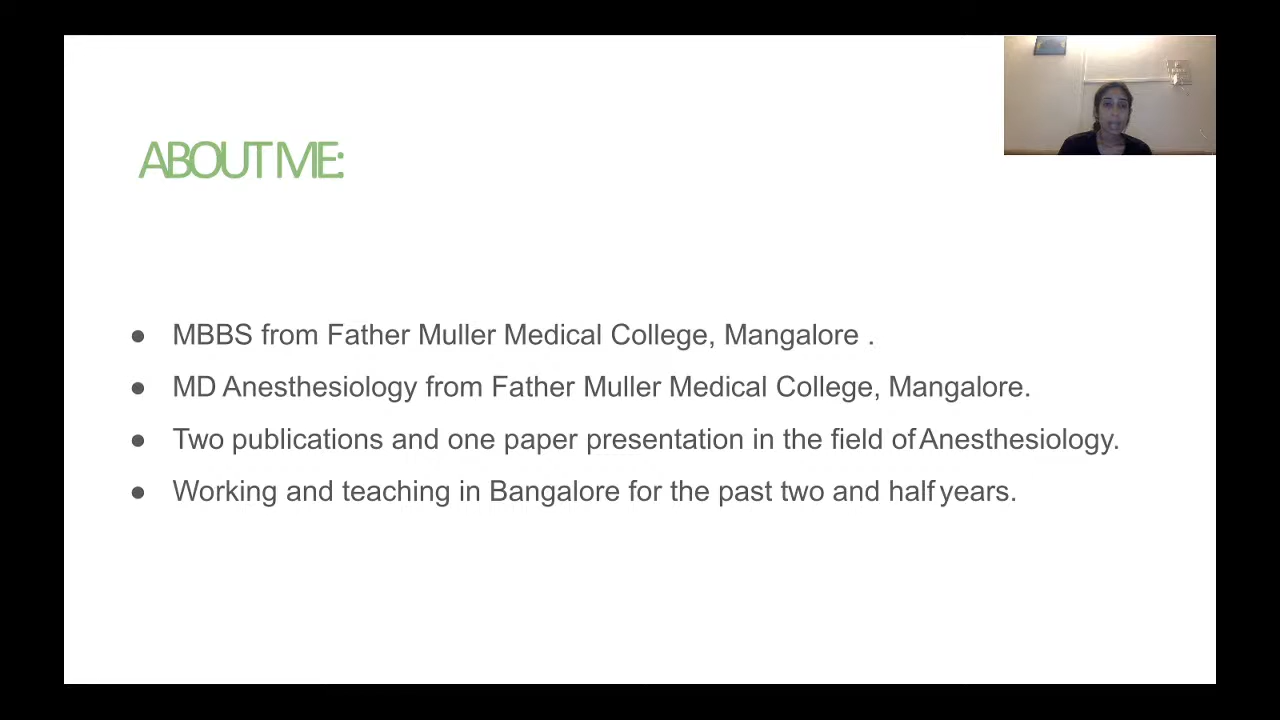 ABOUT ME:
● MBBS from Father Muller Medical College, Mangalore .
● MD Anesthesiology from Father Muller Medical College, Mangalore.
● Two publications and one paper presentation in the field of Anesthesiology.
● Working and teaching in Bangalore for the past two and half years.